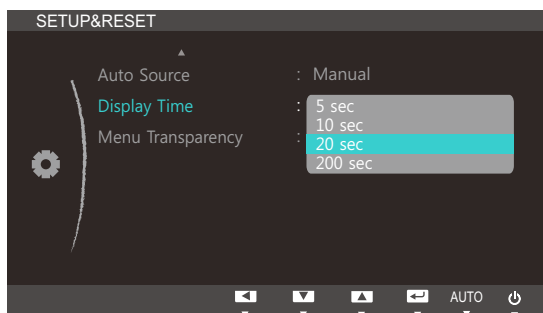 SETUP&RESET
Auto Source : Manual
Display Time : 5 sec
10 sec
Menu Transparency : 20 sec
200 sec
AUTO